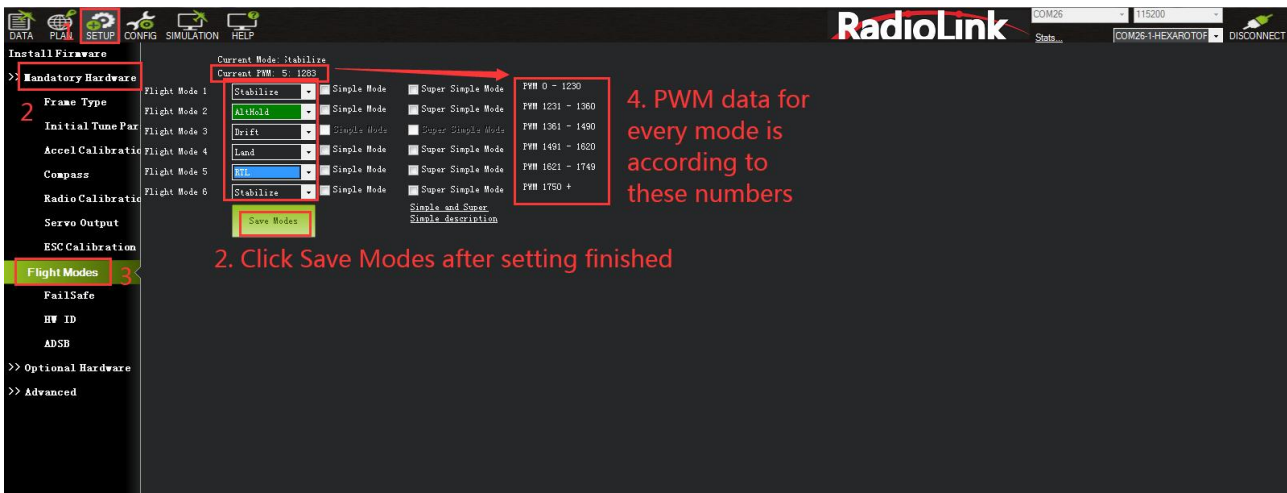 DATA PLAN SETUP CONFIG SIMULATION HELP
RadioLink
COM26 115200
Stats... COM26-1-HEXAROTOF DISCONNECT
Install Firmware
>> Mandatory Hardware
2
Frame Type
Initial Tune Par
Accel Calibratio
Compass
Radio Calibratio
Servo Output
ESC Calibration
Flight Modes 3
FailSafe
HW ID
ADSB
>> Optional Hardware
>> Advanced
Current Mode: Stabilize
Current PWM: 5: 1283
Flight Mode 1 Stabilize Simple Mode Super Simple Mode PWM 0 - 1230
Flight Mode 2 AltHold Simple Mode Super Simple Mode PWM 1231 - 1360
Flight Mode 3 Drift Simple Mode Super Simple Mode PWM 1361 - 1490
Flight Mode 4 Land Simple Mode Super Simple Mode PWM 1491 - 1620
Flight Mode 5 RTL Simple Mode Super Simple Mode PWM 1621 - 1749
Flight Mode 6 Stabilize Simple Mode Super Simple Mode PWM 1750 +
Simple and Super
Simple description
Save Modes
2. Click Save Modes after setting finished
4. PWM data for
every mode is
according to
these numbers